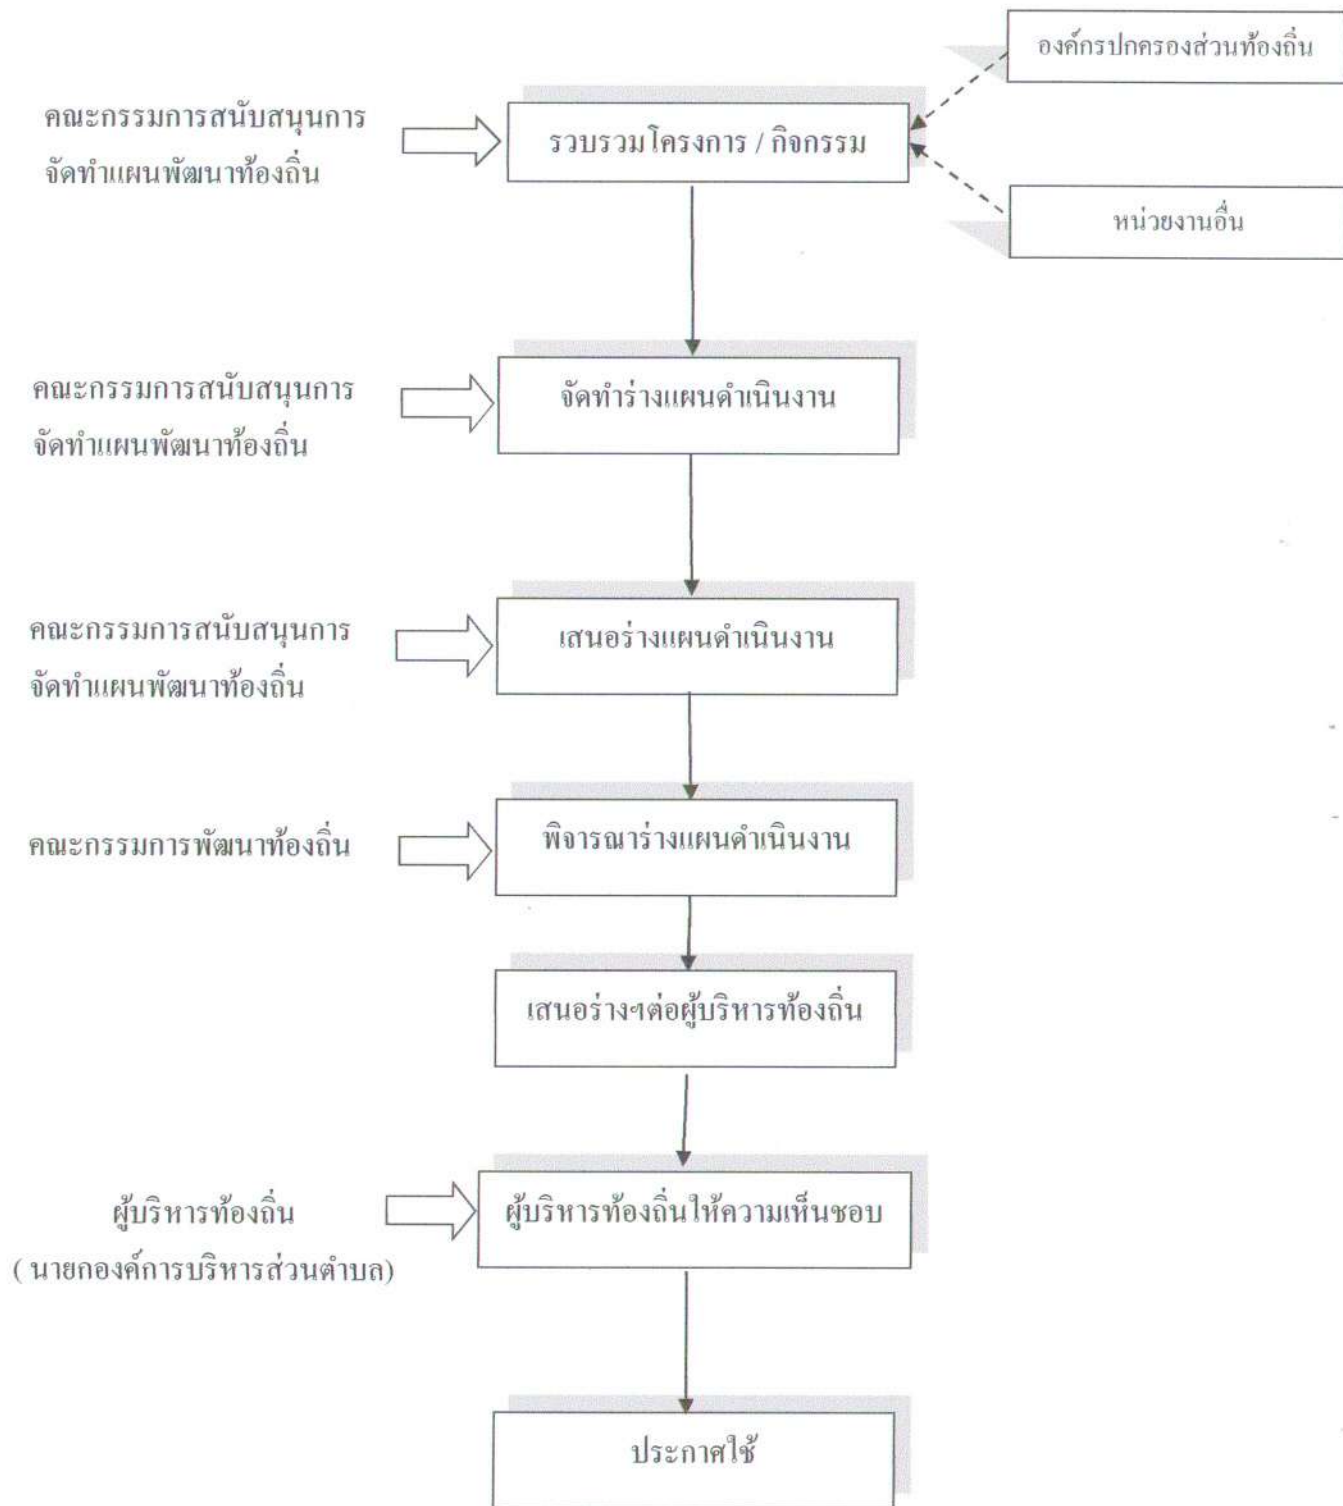 องค์กรปกครองส่วนท้องถิ่น
คณะกรรมการสนับสนุนการ
จัดทำแผนพัฒนาท้องถิ่น
รวบรวมโครงการ / กิจกรรม
หน่วยงานอื่น
คณะกรรมการสนับสนุนการ
จัดทำแผนพัฒนาท้องถิ่น
จัดทำร่างแผนดำเนินงาน
คณะกรรมการสนับสนุนการ
จัดทำแผนพัฒนาท้องถิ่น
เสนอร่างแผนดำเนินงาน
คณะกรรมการพัฒนาท้องถิ่น
พิจารณาร่างแผนดำเนินงาน
เสนอร่างฯต่อผู้บริหารท้องถิ่น
ผู้บริหารท้องถิ่น
( นายกองค์การบริหารส่วนตำบล)
ผู้บริหารท้องถิ่นให้ความเห็นชอบ
ประกาศใช้